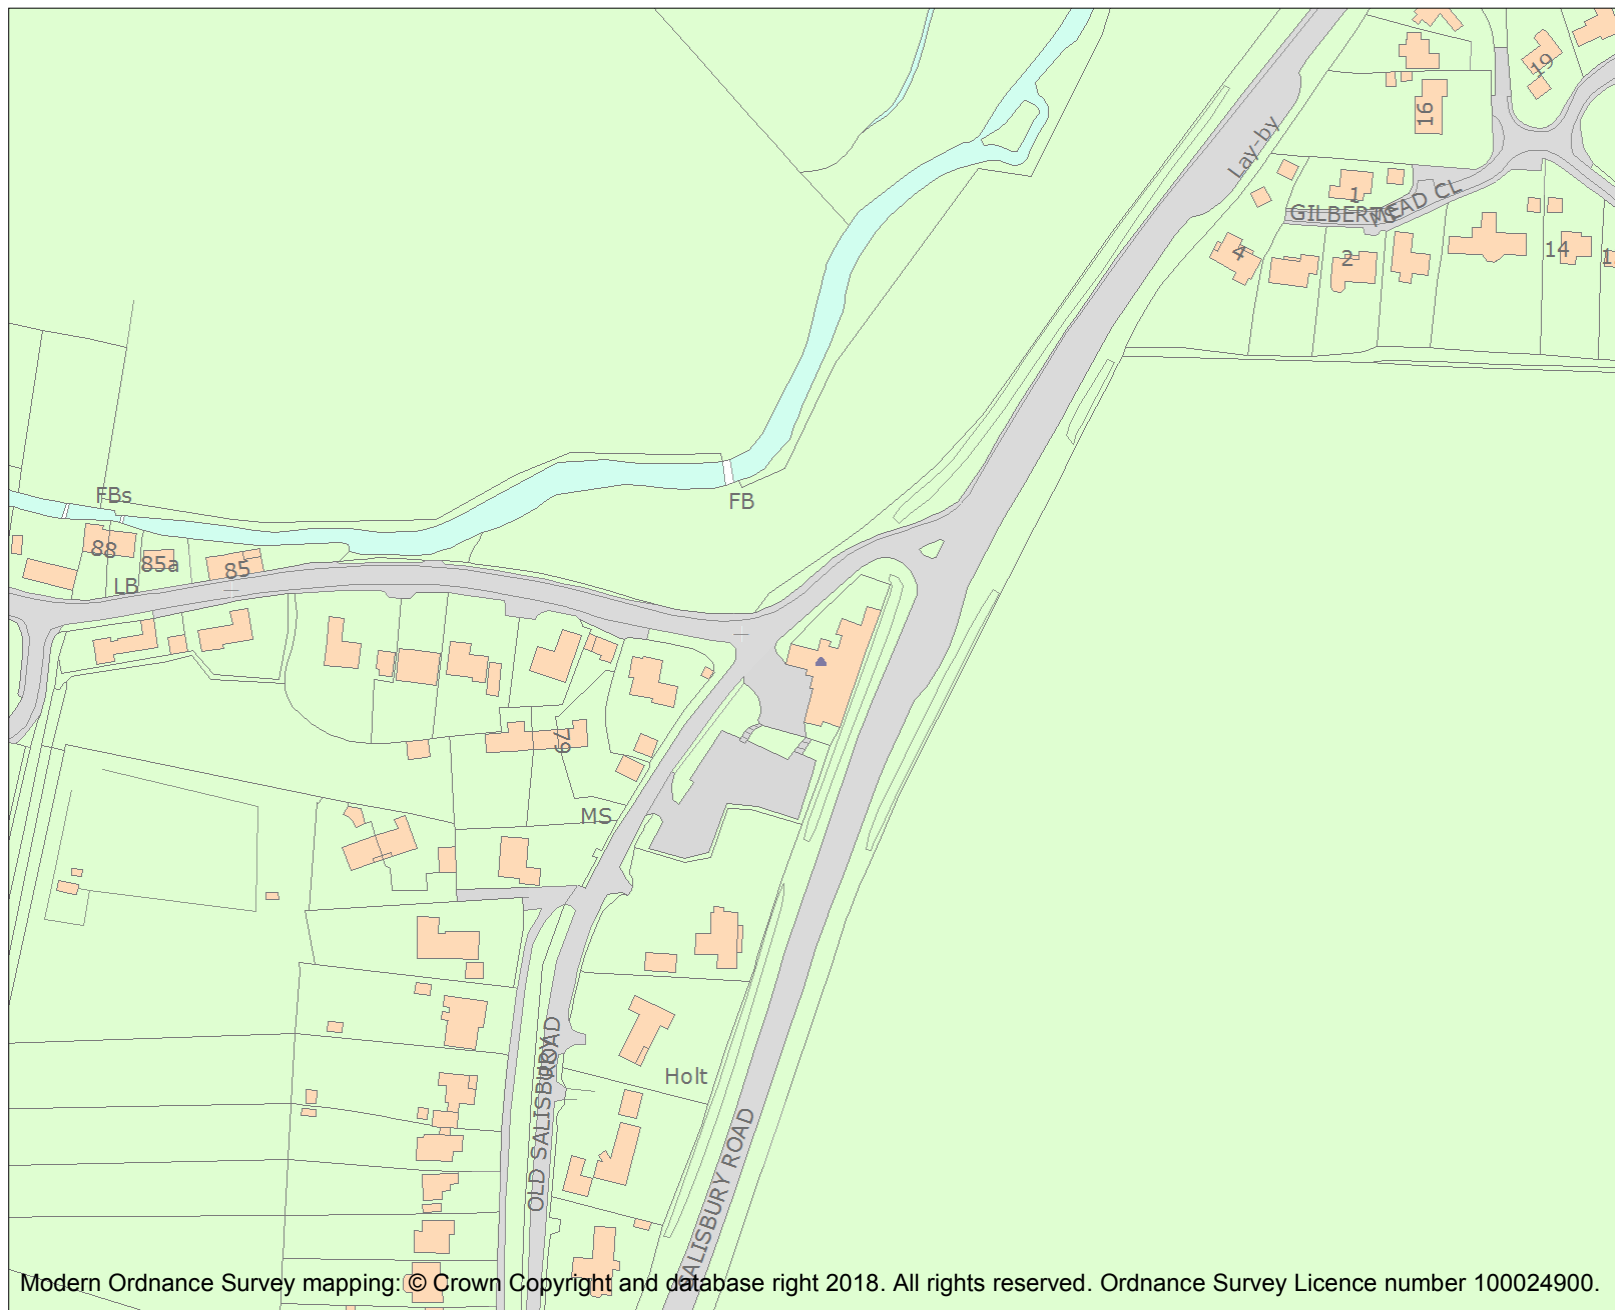 19
16
Lay-by
1
GILBERTS MEAD CL
4
2
14
1
FBs
FB
88
85a
85
LB
79
MS
Holt
OLD SALISBURY ROAD
SALISBURY ROAD
Modern Ordnance Survey mapping: © Crown Copyright and database right 2018. All rights reserved. Ordnance Survey Licence number 100024900.